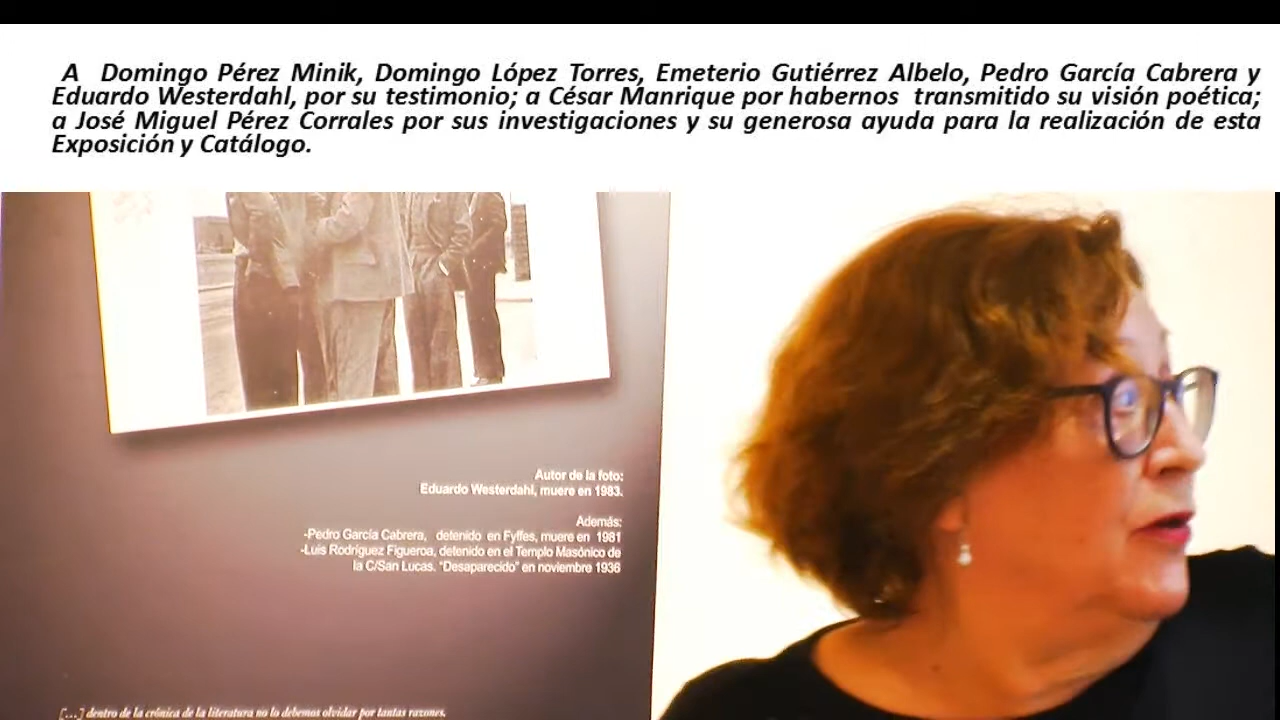 A Domingo Pérez Minik, Domingo López Torres, Emeterio Gutiérrez Albelo, Pedro García Cabrera y
Eduardo Westerdahl, por su testimonio; a César Manrique por habernos transmitido su visión poética;
a José Miguel Pérez Corrales por sus investigaciones y su generosa ayuda para la realización de esta
Exposición y Catálogo.
Autor de la foto:
Eduardo Westerdahl, muere en 1983.
Además:
-Pedro García Cabrera, detenido en Fyffes, muere en 1981
-Luis Rodríguez Figueroa, detenido en el Templo Masónico de
la C/San Lucas. "Desaparecido" en noviembre 1936
[...] dentro de la crónica de la literatura no lo debemos olvidar por tantas razones.